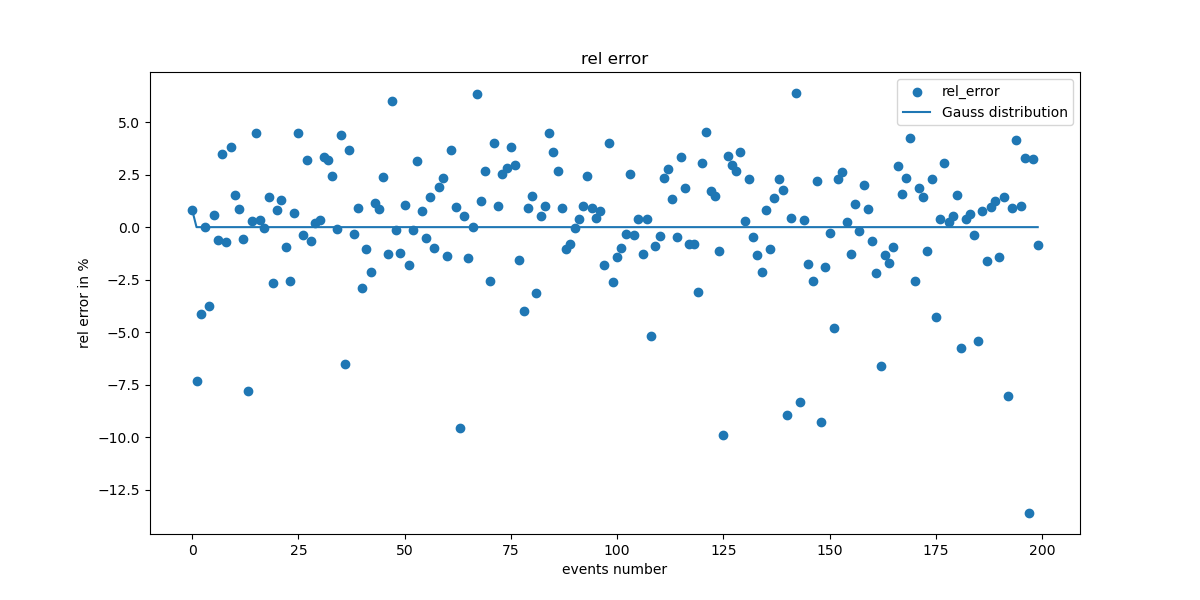 rel error
rel_error
Gauss distribution
rel error in %
5.0
2.5
0.0
−2.5
−5.0
−7.5
−10.0
−12.5
0 25 50 75 100 125 150 175 200
events number